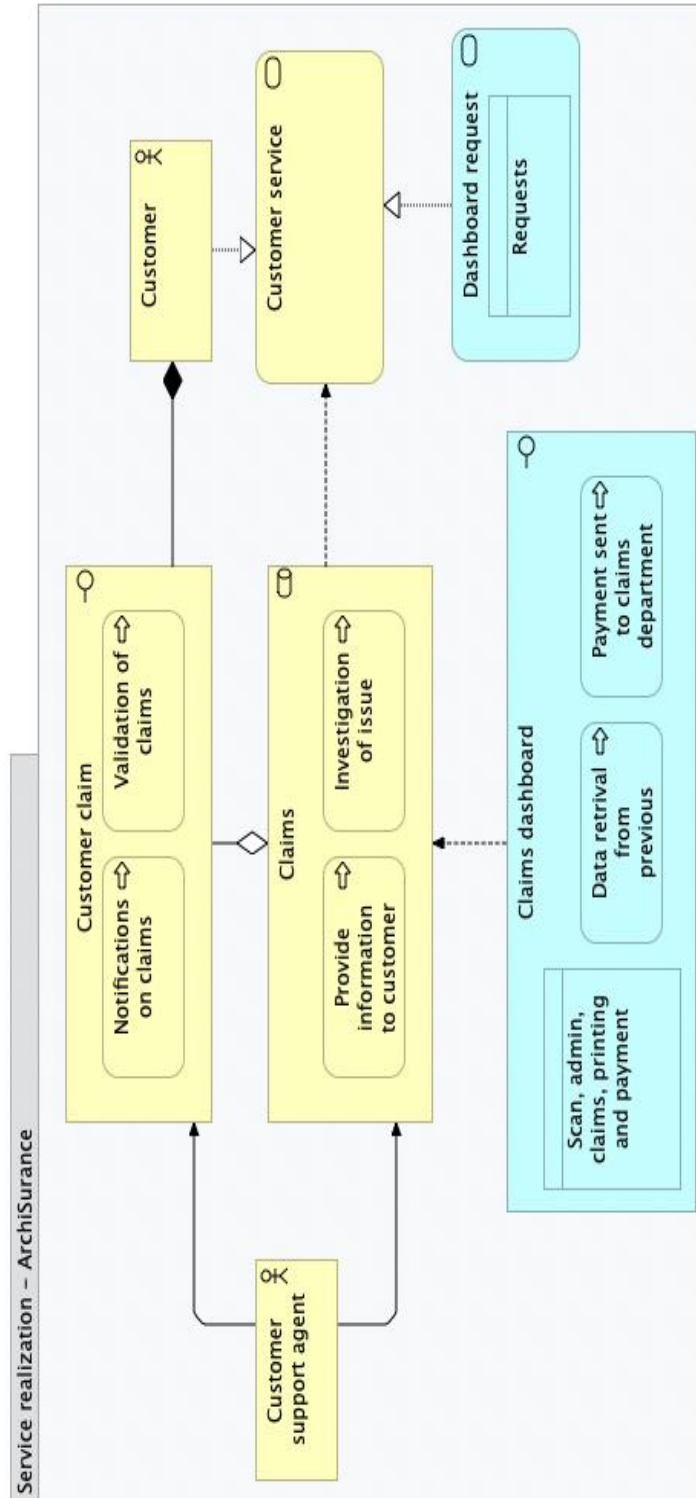 Service realization – ArchiSurance
Customer claim
Notifications
on claims
Validation of
claims
Customer
Customer
support agent
Claims
Provide
information
to customer
Investigation
of issue
Customer service
Claims dashboard
Scan, admin,
claims, printing
and payment
Data retrival
from
previous
Payment sent
to claims
department
Dashboard request
Requests